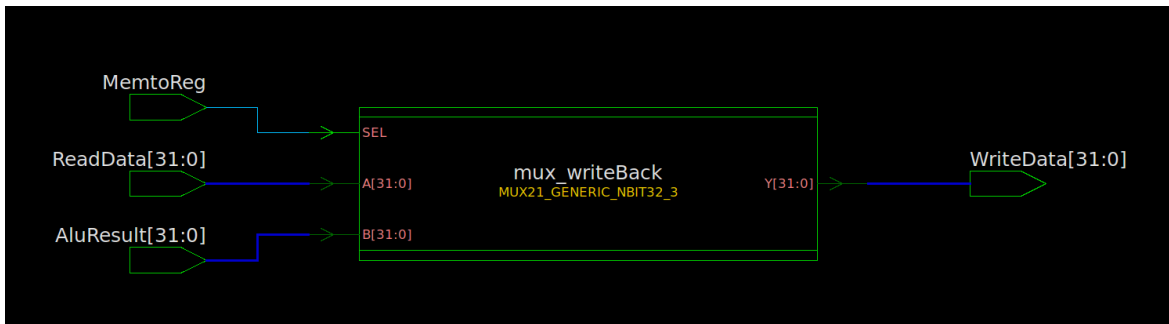 MemtoReg
SEL
ReadData[31:0]
A[31:0]
mux_writeBack
MUX21_GENERIC_NBIT32_3
Y[31:0]
WriteData[31:0]
AluResult[31:0]
B[31:0]